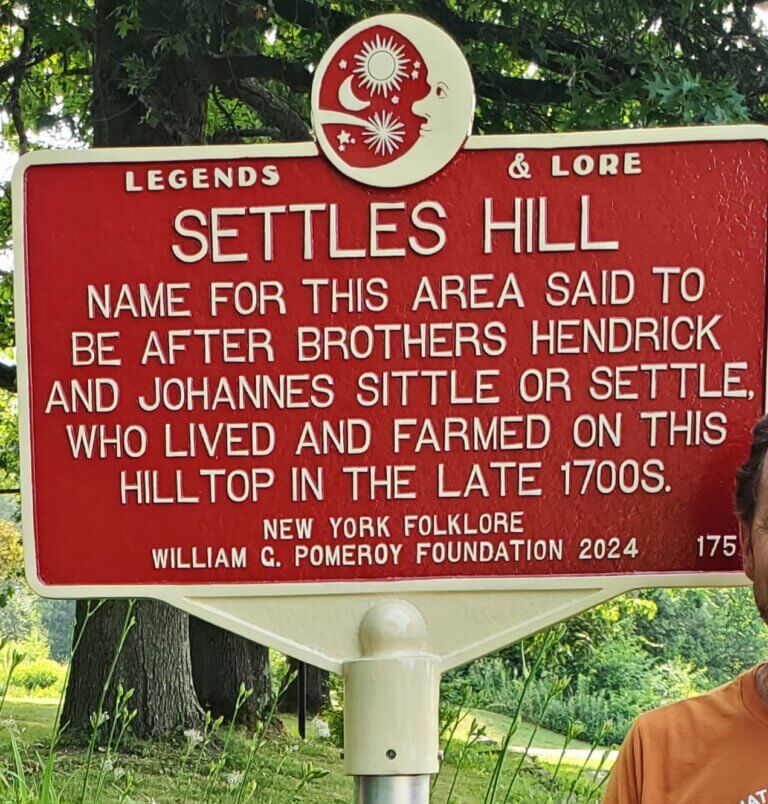 LEGENDS & LORE
SETTLES HILL
NAME FOR THIS AREA SAID TO
BE AFTER BROTHERS HENDRICK
AND JOHANNES SITTLE OR SETTLE,
WHO LIVED AND FARMED ON THIS
HILLTOP IN THE LATE 1700S.
NEW YORK FOLKLORE
WILLIAM G. POMEROY FOUNDATION 2024 175